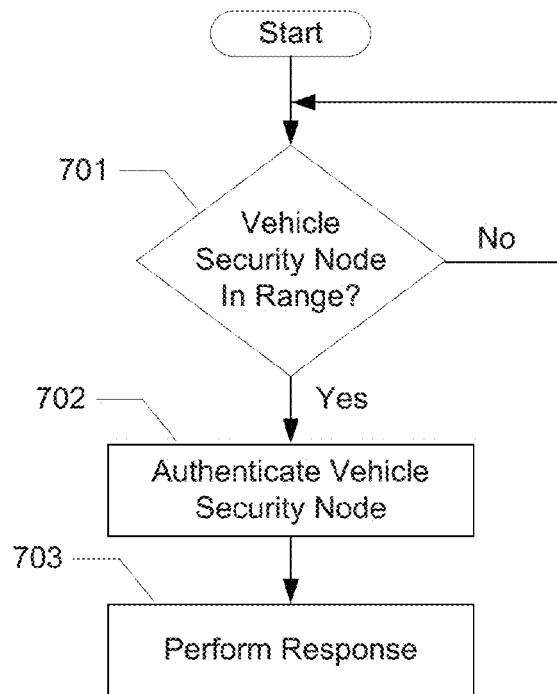 Start
701
Vehicle
Security Node
In Range?
No
Yes
702
Authenticate Vehicle
Security Node
703
Perform Response